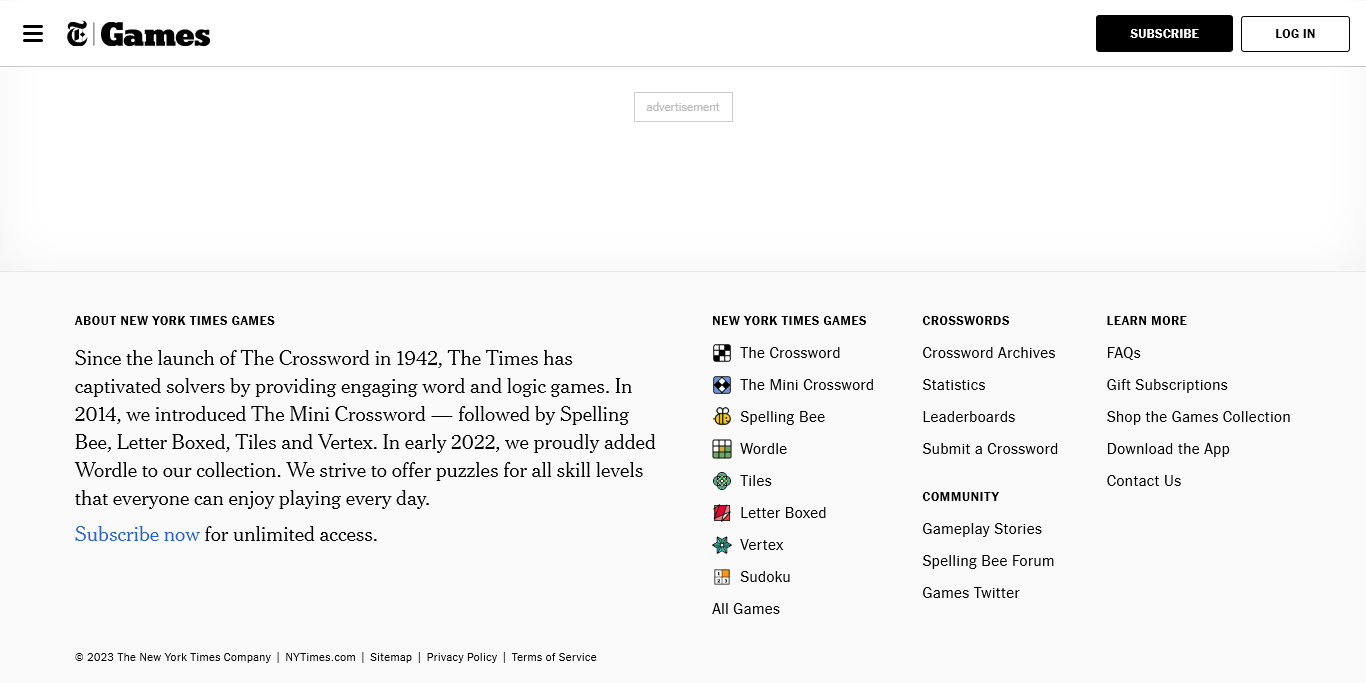 Games
SUBSCRIBE
LOG IN
advertisement
ABOUT NEW YORK TIMES GAMES
Since the launch of The Crossword in 1942, The Times has
captivated solvers by providing engaging word and logic games. In
2014, we introduced The Mini Crossword — followed by Spelling
Bee, Letter Boxed, Tiles and Vertex. In early 2022, we proudly added
Wordle to our collection. We strive to offer puzzles for all skill levels
that everyone can enjoy playing every day.
Subscribe now for unlimited access.
NEW YORK TIMES GAMES
The Crossword
The Mini Crossword
Spelling Bee
Wordle
Tiles
Letter Boxed
Vertex
Sudoku
All Games
CROSSWORDS
Crossword Archives
Statistics
Leaderboards
Submit a Crossword
COMMUNITY
Gameplay Stories
Spelling Bee Forum
Games Twitter
LEARN MORE
FAQs
Gift Subscriptions
Shop the Games Collection
Download the App
Contact Us
© 2023 The New York Times Company | NYTimes.com | Sitemap | Privacy Policy | Terms of Service